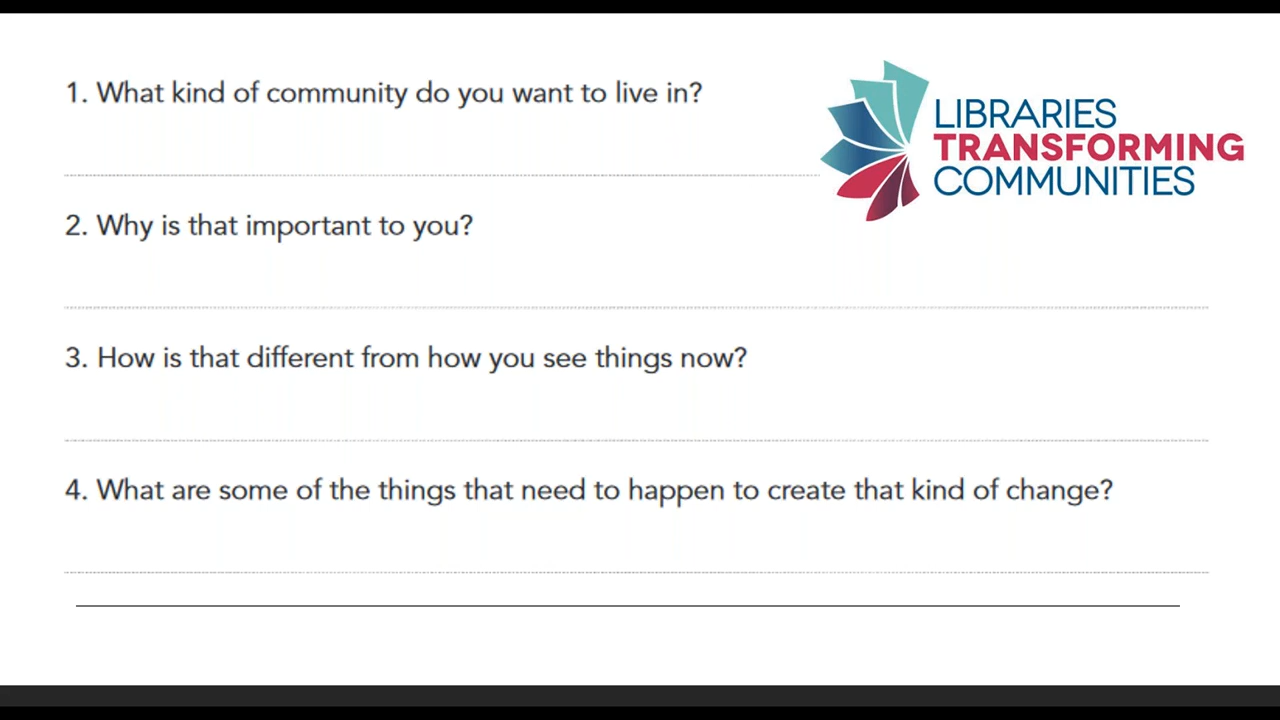 1. What kind of community do you want to live in?
LIBRARIES
TRANSFORMING
COMMUNITIES
2. Why is that important to you?
3. How is that different from how you see things now?
4. What are some of the things that need to happen to create that kind of change?